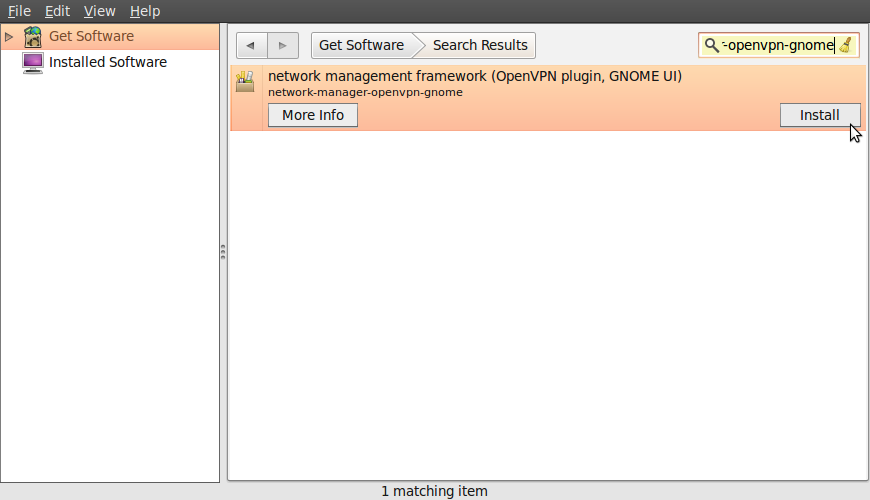 File Edit View Help
Get Software
Installed Software
Get Software Search Results
-openvpn-gnome
network management framework (OpenVPN plugin, GNOME UI)
network-manager-openvpn-gnome
More Info
Install
1 matching item